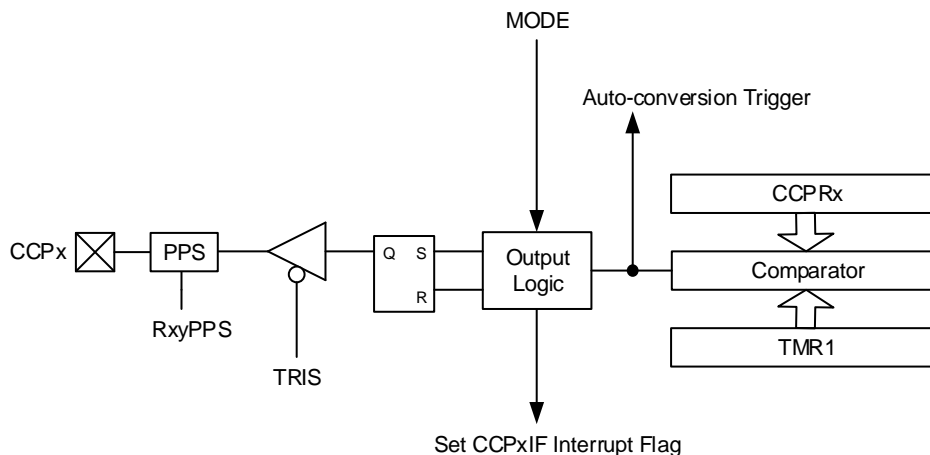 MODE
Auto-conversion Trigger
CCPRx
CCPx
PPS
Q
S
R
Output
Logic
Comparator
RxyPPS
TRIS
TMR1
Set CCPxIF Interrupt Flag